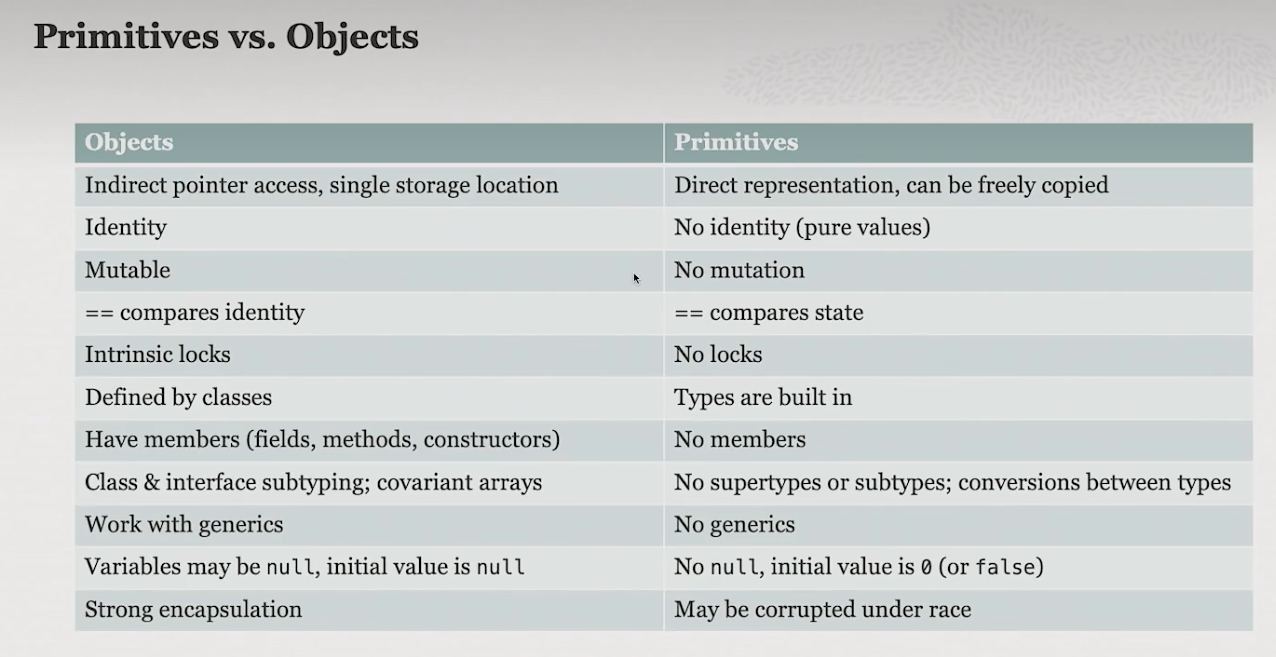 Primitives vs. Objects
Objects Primitives
Indirect pointer access, single storage location Direct representation, can be freely copied
Identity No identity (pure values)
Mutable No mutation
== compares identity == compares state
Intrinsic locks No locks
Defined by classes Types are built in
Have members (fields, methods, constructors) No members
Class & interface subtyping; covariant arrays No supertypes or subtypes; conversions between types
Work with generics No generics
Variables may be null, initial value is null No null, initial value is 0 (or false)
Strong encapsulation May be corrupted under race